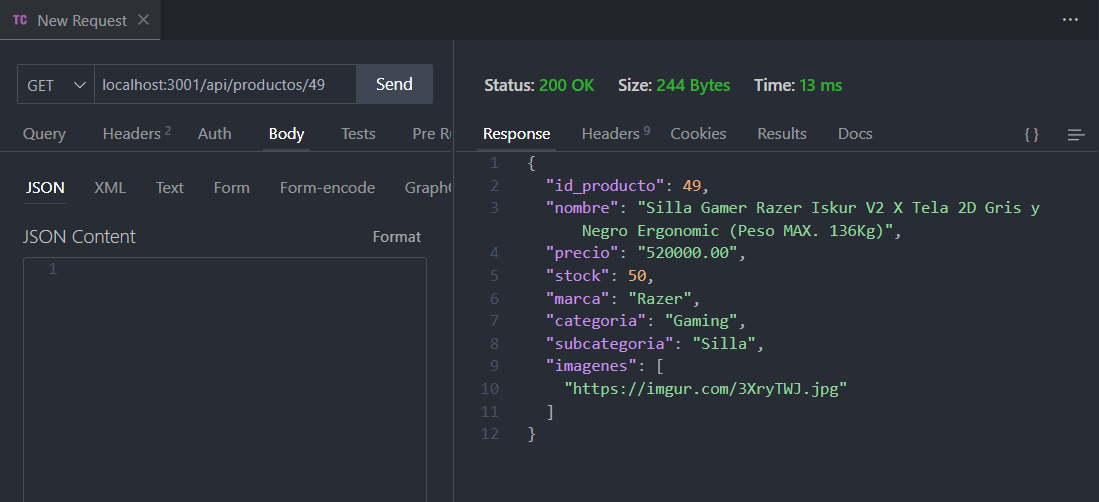 TC New Request
GET localhost:3001/api/productos/49 Send
Query Headers 2 Auth Body Tests Pre Ru
JSON XML Text Form Form-encode Graph
JSON Content Format
1
Status: 200 OK Size: 244 Bytes Time: 13 ms
Response Headers 9 Cookies Results Docs { }
1 {
2 "id_producto": 49,
3 "nombre": "Silla Gamer Razer Iskur V2 X Tela 2D Gris y
Negro Ergonomic (Peso MAX. 136Kg)",
4 "precio": "520000.00",
5 "stock": 50,
6 "marca": "Razer",
7 "categoria": "Gaming",
8 "subcategoria": "Silla",
9 "imagenes": [
10 "https://imgur.com/3XryTWJ.jpg"
11 ]
12 }